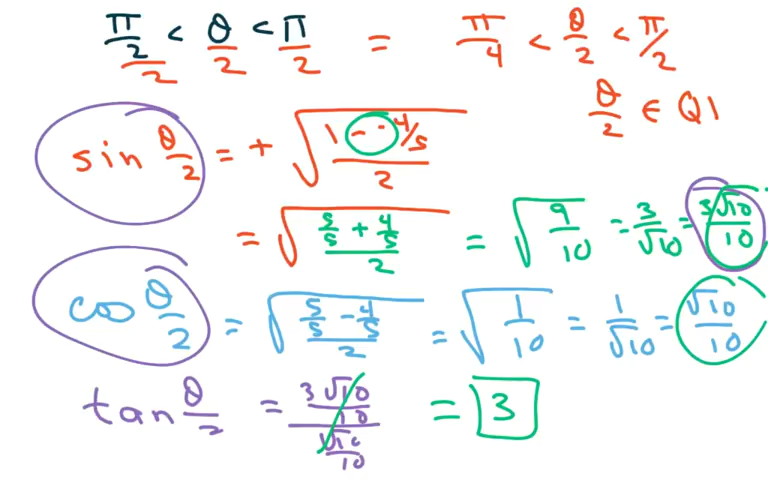 π/2/2 < θ/2 < π/2 = π/4 < θ/2 < π/2
θ/2 ∈ Q1
sin θ/2 = + √((1 - - 4/5)/2)
= √((5/5 + 4/5)/2) = √(9/10) = 3/√10 = 3√10/10
cos θ/2 = √((5/5 - 4/5)/2) = √(1/10) = 1/√10 = √10/10
tan θ/2 = (3√10/10)/(√10/10) = 3